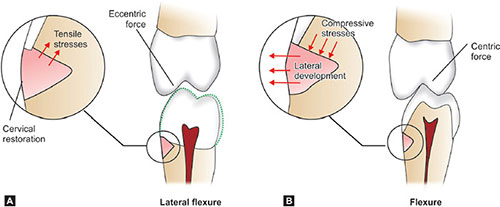 Tensile
stresses
Eccentric
force
Cervical
restoration
A
Lateral flexure
Compressive
stresses
Lateral
development
Centric
force
B
Flexure